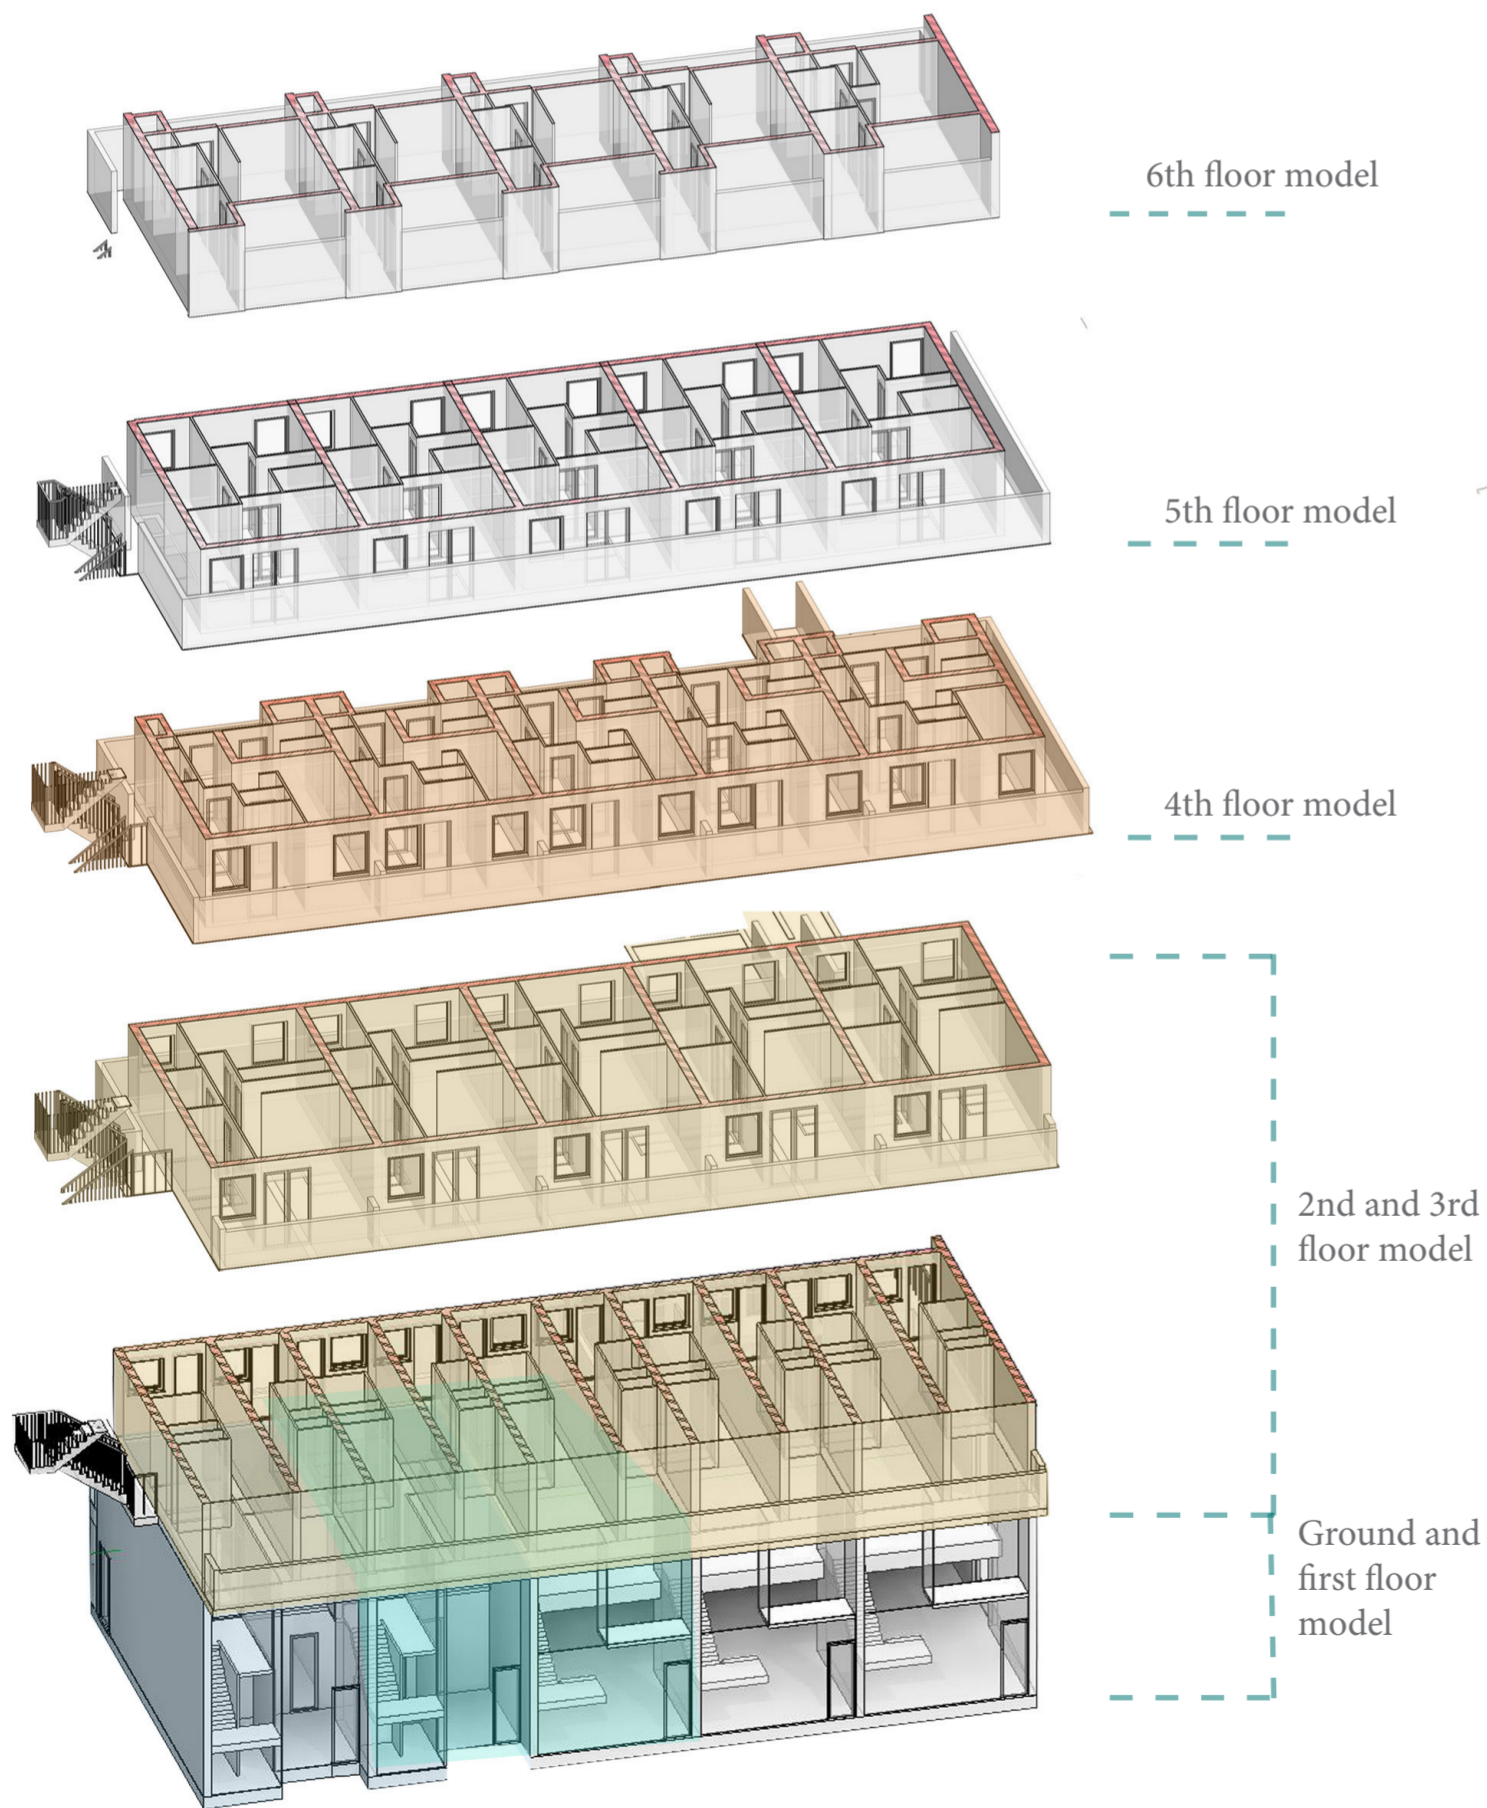 6th floor model
5th floor model
4th floor model
2nd and 3rd
floor model
Ground and
first floor
model